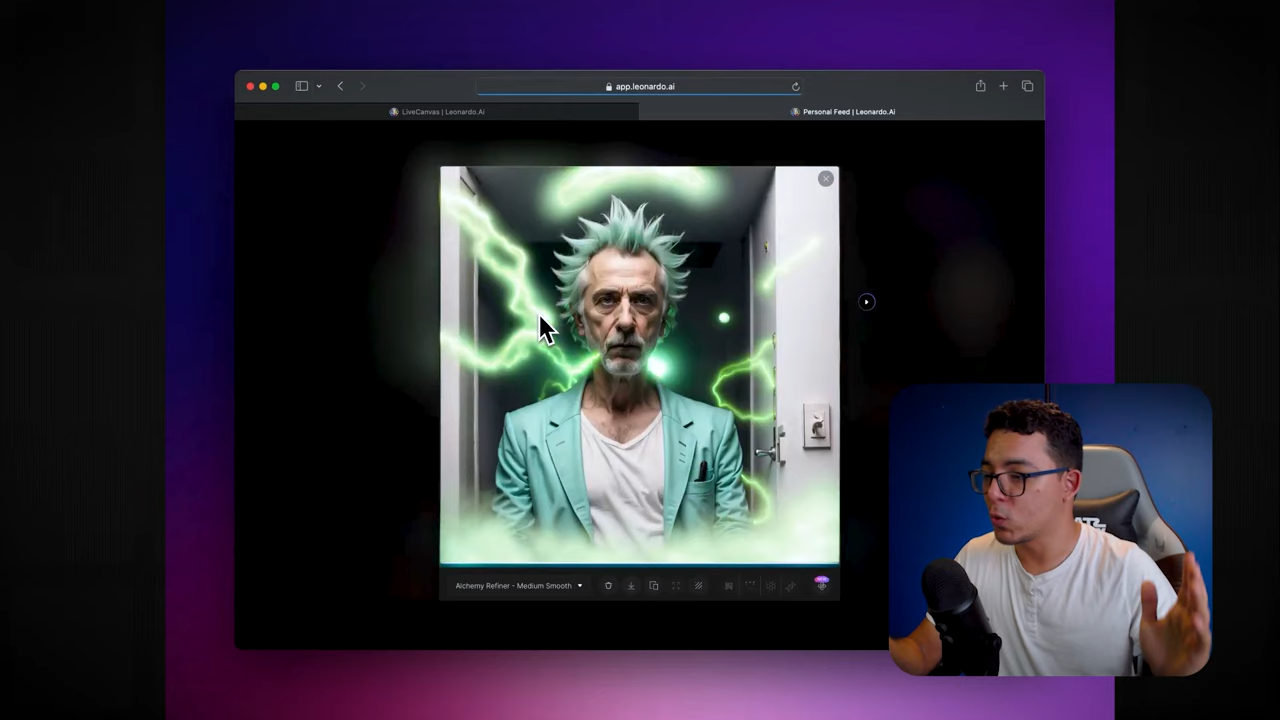 app.leonardo.ai
LiveCanvas | Leonardo.Ai
Personal Feed | Leonardo.Ai
Alchemy Refiner - Medium Smooth